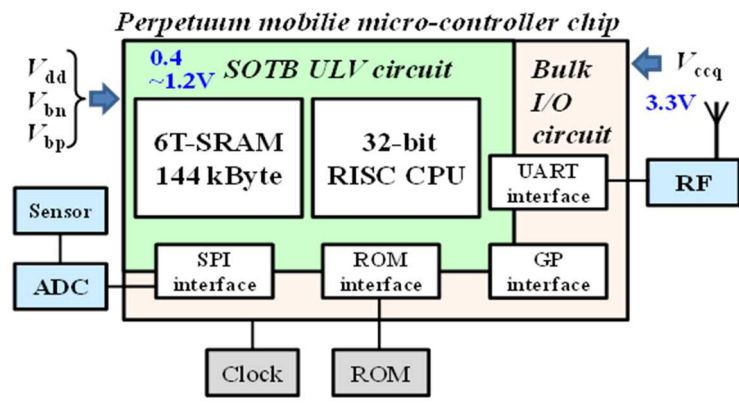 Perpetuum mobilie micro-controller chip
0.4
~1.2V
SOTB ULV circuit
Bulk
I/O
circuit
Vdd
Vbn
Vbp
Vccq
3.3V
6T-SRAM
144 kByte
32-bit
RISC CPU
UART
interface
RF
Sensor
ADC
SPI
interface
ROM
interface
GP
interface
Clock
ROM